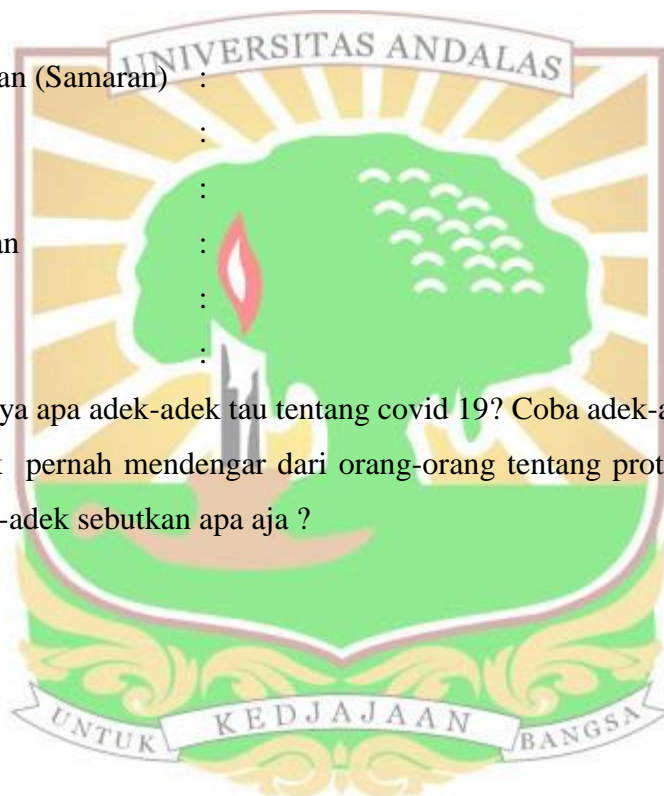 UNIVERSITAS ANDALAS
an (Samaran) :
:
:
an :
:
:
ya apa adek-adek tau tentang covid 19? Coba adek-a
pernah mendengar dari orang-orang tentang prot
-adek sebutkan apa aja ?
UNTUK KEDJAJAAN BANGSA